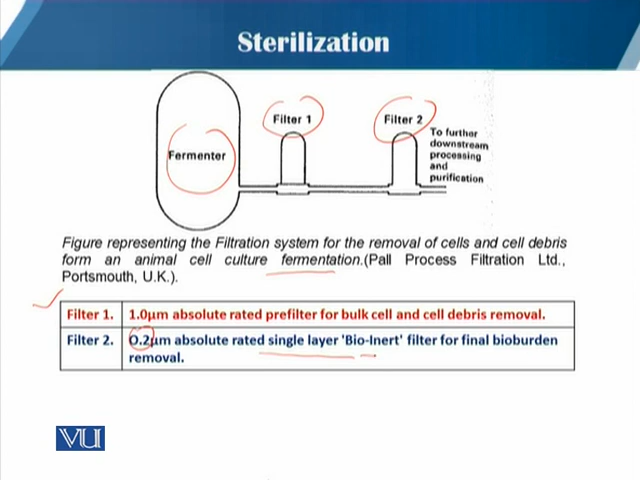 Sterilization
Filter 1
Filter 2
Fermenter
To further
downstream
processing
and
purification
Figure representing the Filtration system for the removal of cells and cell debris
form an animal cell culture fermentation.(Pall Process Filtration Ltd.,
Portsmouth, U.K.).
Filter 1. 1.0µm absolute rated prefilter for bulk cell and cell debris removal.
Filter 2. 0.2µm absolute rated single layer 'Bio-Inert' filter for final bioburden
removal.
VU